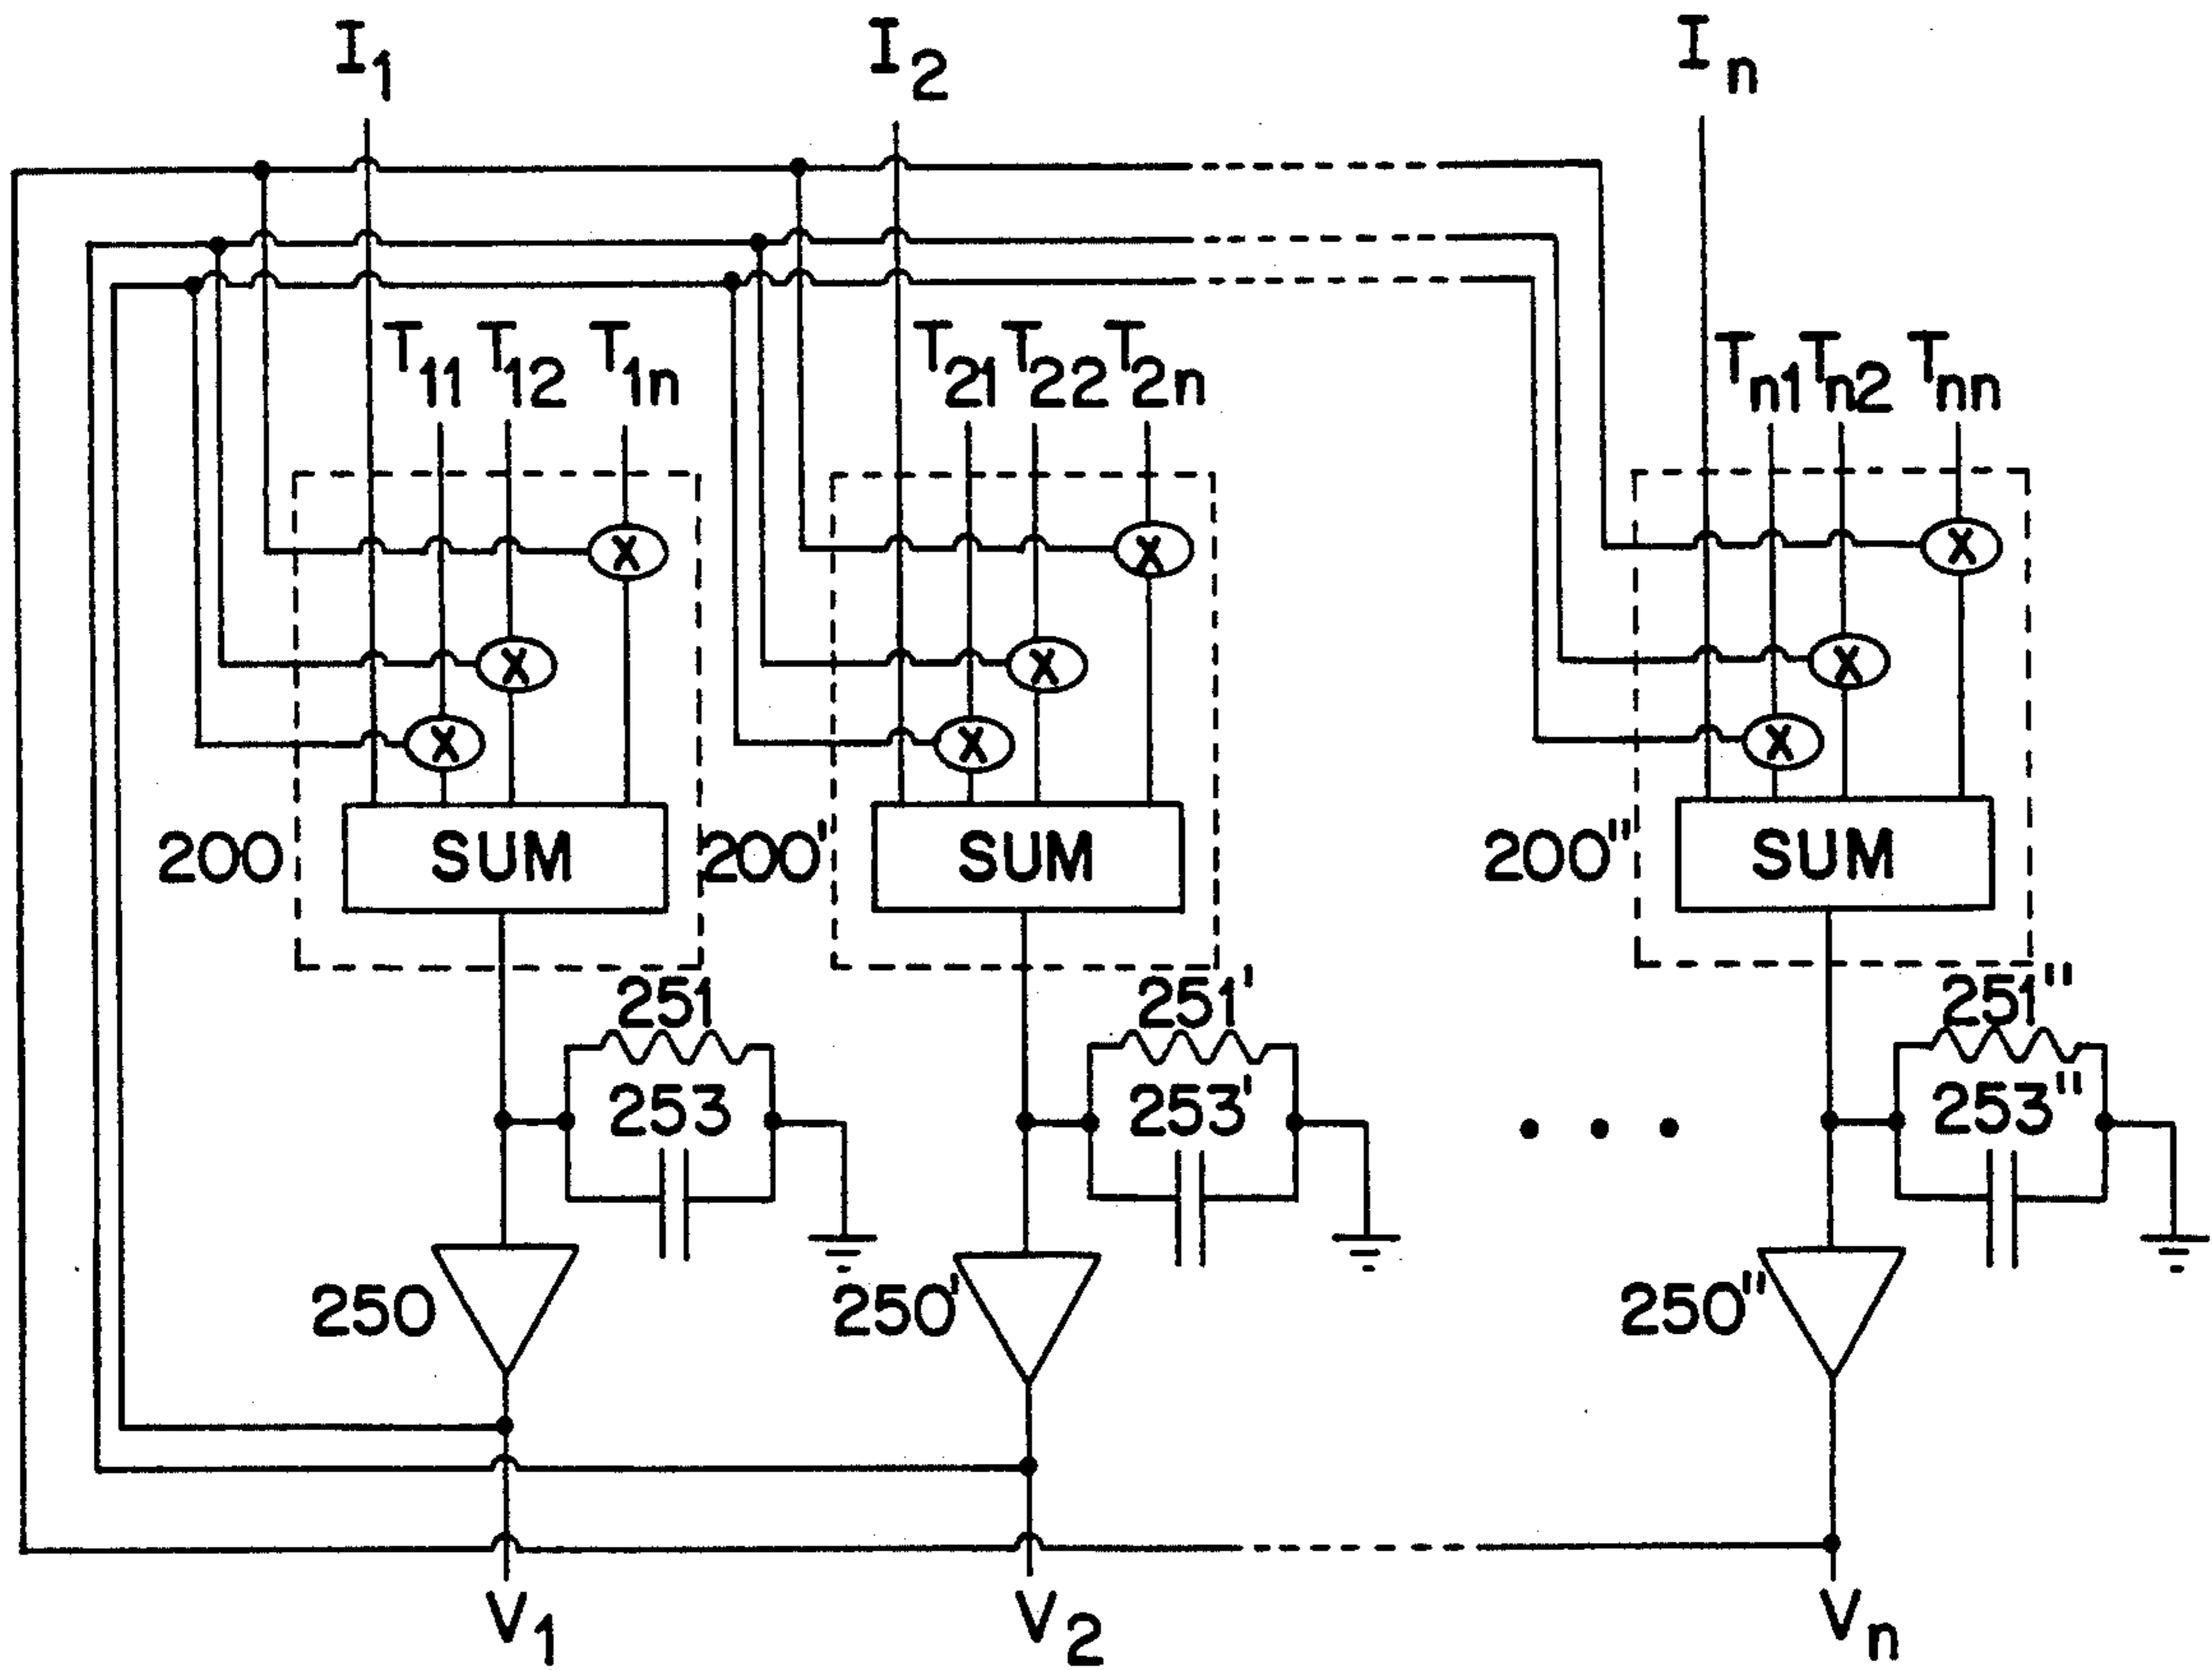 I1 I2 In
T11 T12 T1n T21 T22 T2n Tn1 Tn2 Tnn
X X X
X X X
X X X
200 SUM 200' SUM 200" SUM
251 251' 251"
253 253' 253"
250 250' 250"
V1 V2 Vn